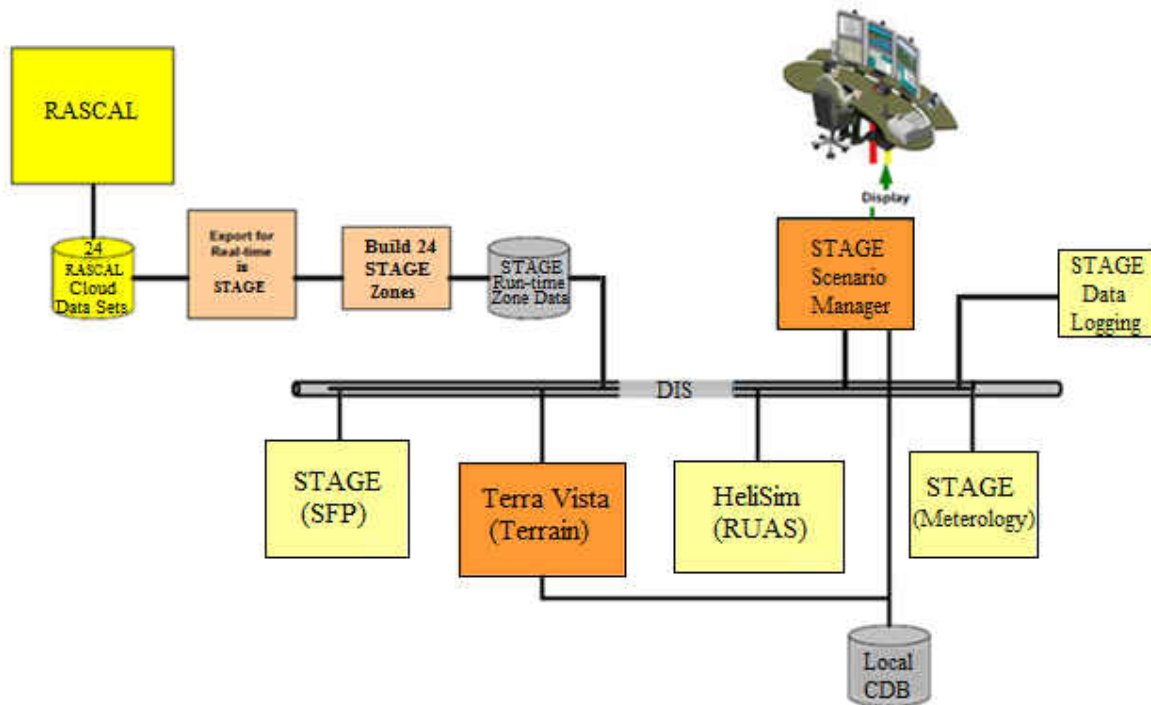 RASCAL
24
RASCAL
Cloud
Data Sets
Export for
Real-time
in
STAGE
Build 24
STAGE
Zones
STAGE
Run-time
Zone Data
Display
STAGE
Scenario
Manager
STAGE
Data
Logging
DIS
STAGE
(SFP)
Terra Vista
(Terrain)
HeliSim
(RUAS)
STAGE
(Meterology)
Local
CDB